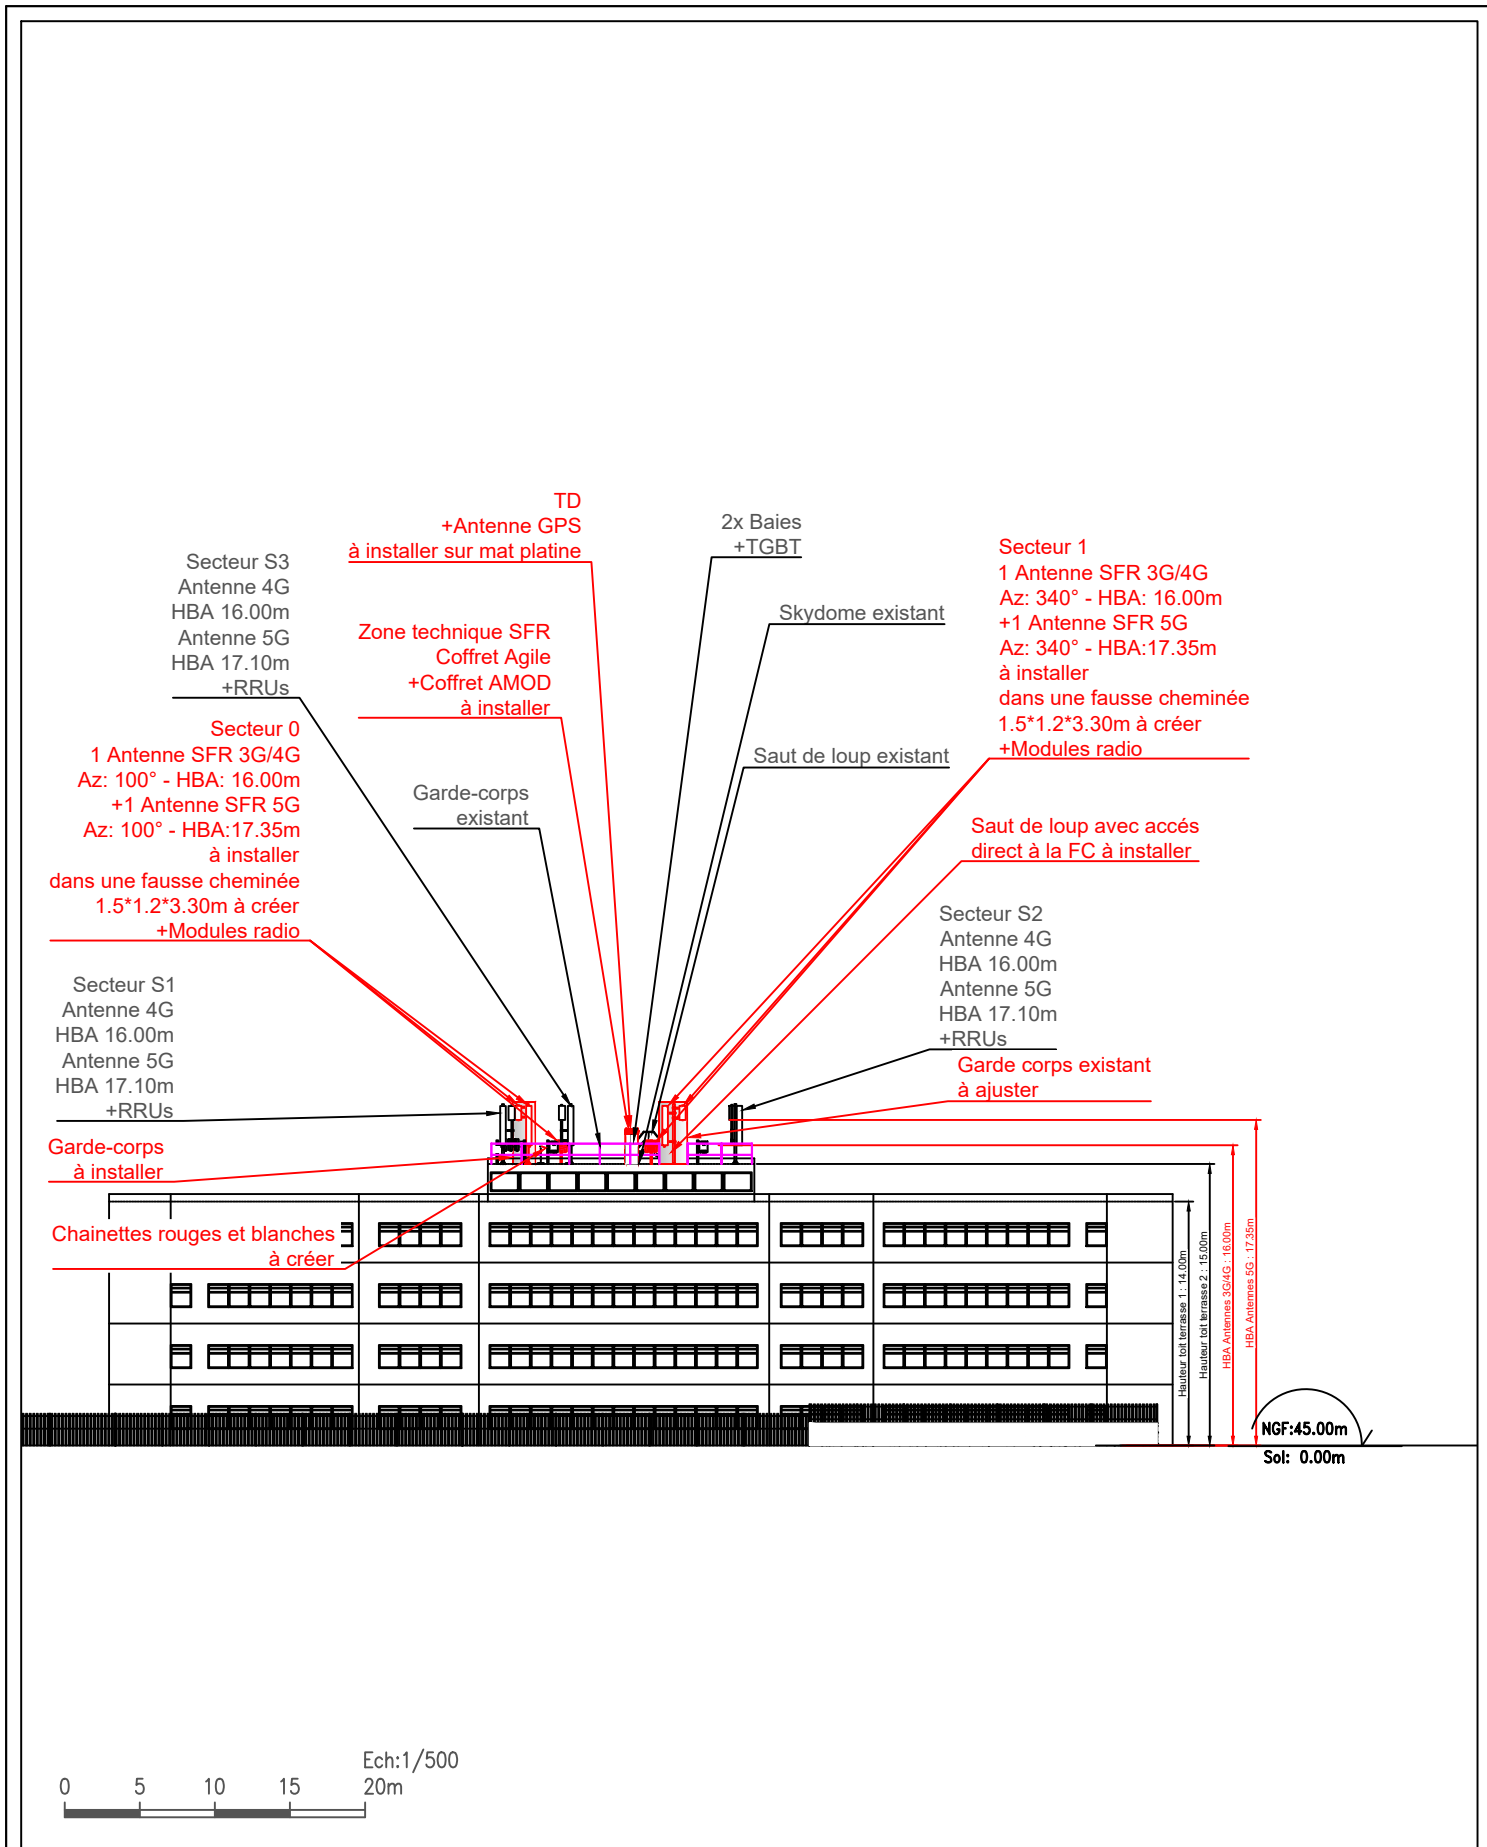 TD
+Antenne GPS
à installer sur mat platine
2x Baies
+TGBT
Secteur S3
Antenne 4G
HBA 16.00m
Antenne 5G
HBA 17.10m
+RRUs
Secteur 1
1 Antenne SFR 3G/4G
Az: 340° - HBA: 16.00m
+1 Antenne SFR 5G
Az: 340° - HBA:17.35m
à installer
dans une fausse cheminée
1.5*1.2*3.30m à créer
+Modules radio
Skydome existant
Zone technique SFR
Coffret Agile
+Coffret AMOD
à installer
Secteur 0
1 Antenne SFR 3G/4G
Az: 100° - HBA: 16.00m
+1 Antenne SFR 5G
Az: 100° - HBA:17.35m
à installer
dans une fausse cheminée
1.5*1.2*3.30m à créer
+Modules radio
Saut de loup existant
Garde-corps
existant
Saut de loup avec accés
direct à la FC à installer
Secteur S2
Antenne 4G
HBA 16.00m
Antenne 5G
HBA 17.10m
+RRUs
Secteur S1
Antenne 4G
HBA 16.00m
Antenne 5G
HBA 17.10m
+RRUs
Garde corps existant
à ajuster
Garde-corps
à installer
Chainettes rouges et blanches
à créer
Hauteur toit terrasse 1 : 14.00m
Hauteur toit terrasse 2 : 15.00m
HBA Antennes 3G/4G : 16.00m
HBA Antennes 5G : 17.35m
NGF:45.00m
Sol: 0.00m
Ech:1/500
0 5 10 15 20m